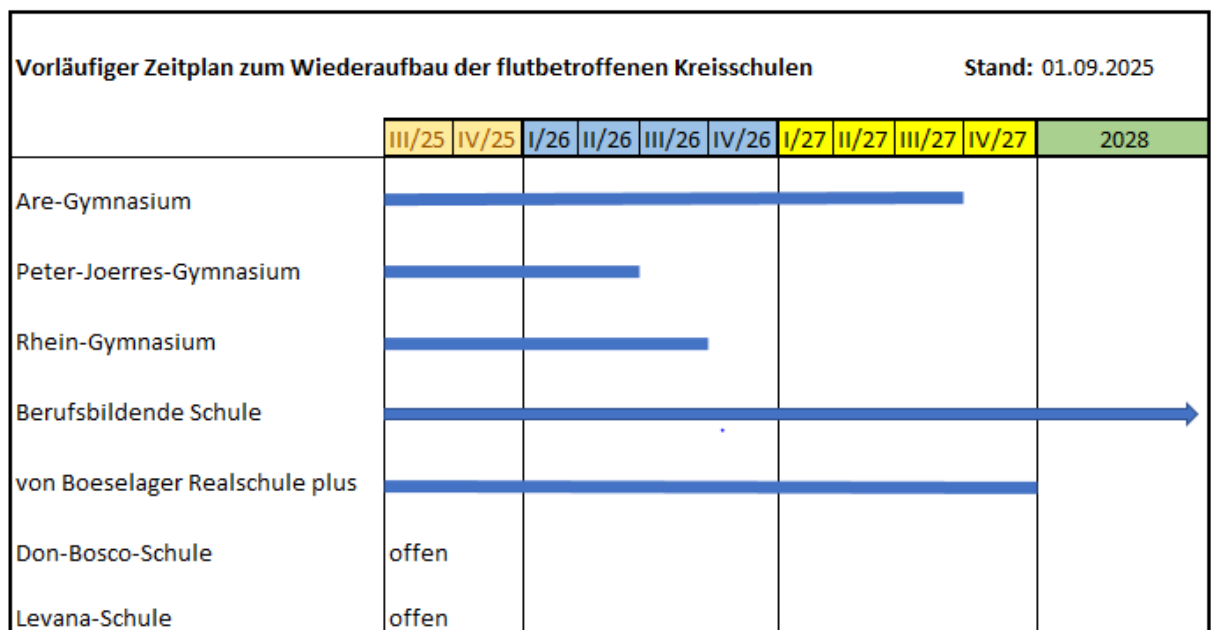 Vorläufiger Zeitplan zum Wiederaufbau der flutbetroffenen Kreisschulen Stand: 01.09.2025
III/25 IV/25 I/26 II/26 III/26 IV/26 I/27 II/27 III/27 IV/27 2028
Are-Gymnasium
Peter-Joerres-Gymnasium
Rhein-Gymnasium
Berufsbildende Schule
von Boeselager Realschule plus
Don-Bosco-Schule offen
Levana-Schule offen